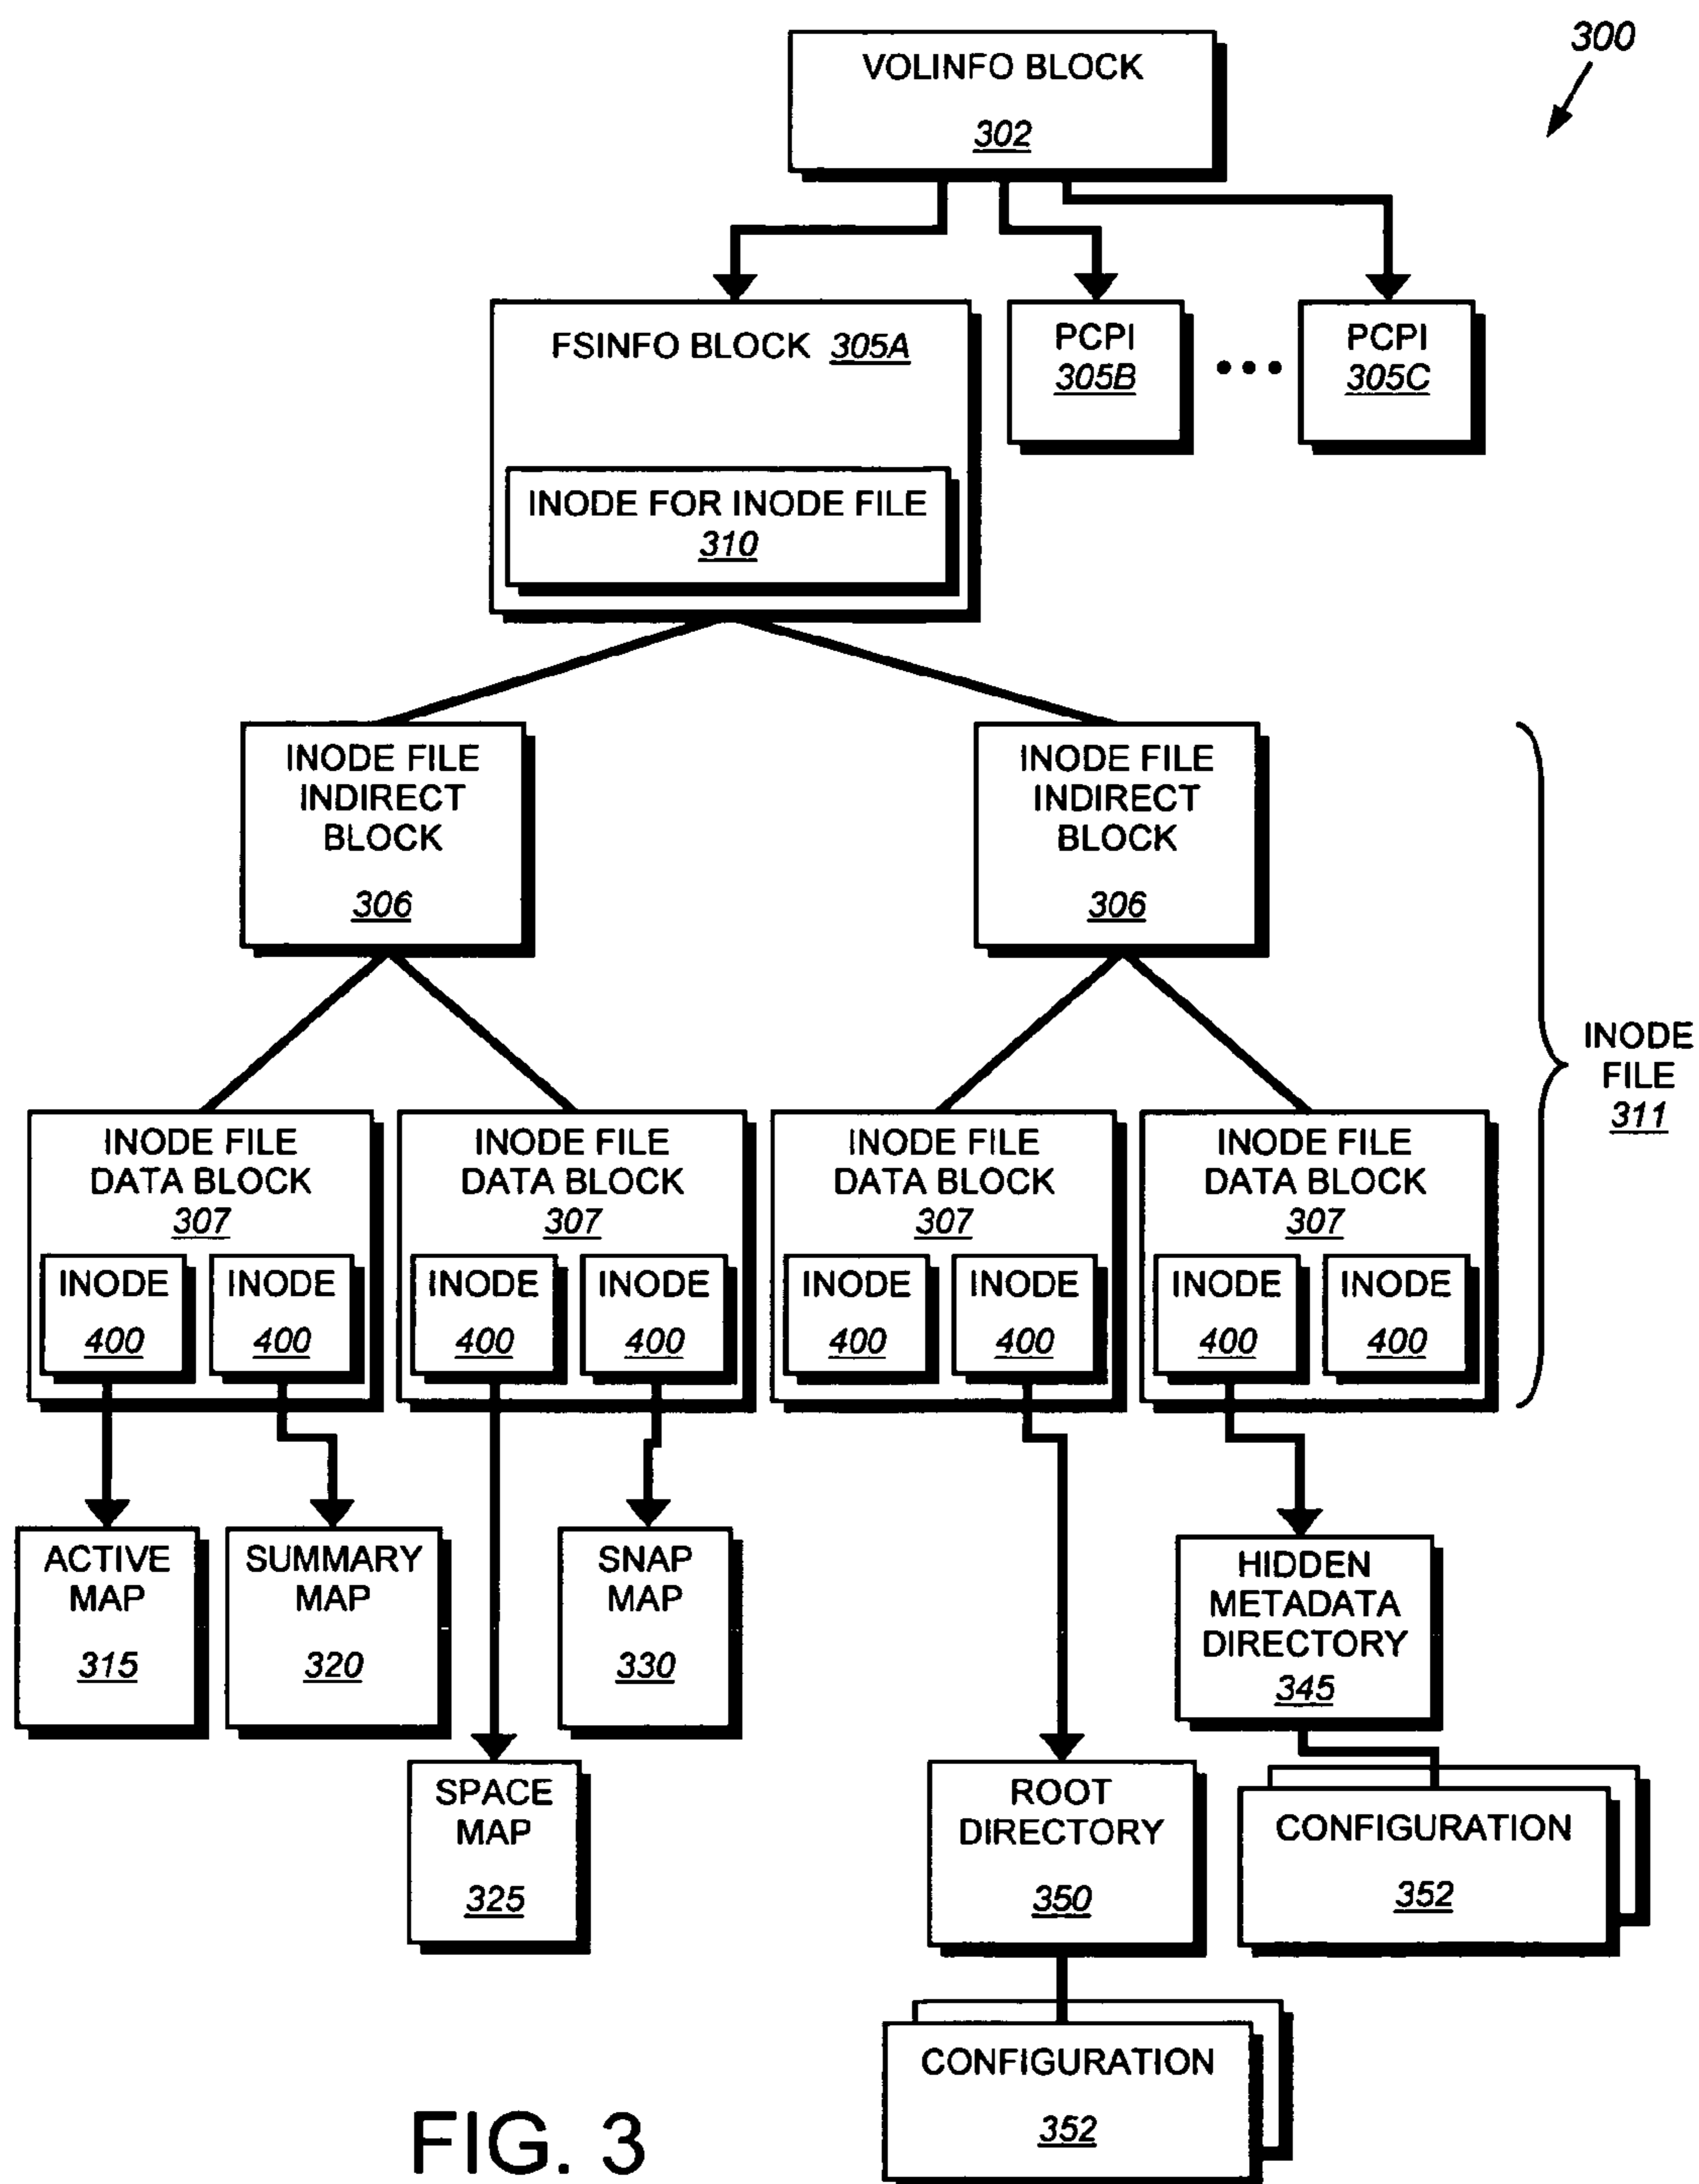 300
VOLINFO BLOCK
302
FSINFO BLOCK 305A
PCPI
305B
PCPI
305C
INODE FOR INODE FILE
310
INODE FILE
INDIRECT
BLOCK
306
INODE FILE
INDIRECT
BLOCK
306
INODE
FILE
311
INODE FILE
DATA BLOCK
307
INODE
400
INODE
400
INODE FILE
DATA BLOCK
307
INODE
400
INODE
400
INODE FILE
DATA BLOCK
307
INODE
400
INODE
400
INODE FILE
DATA BLOCK
307
INODE
400
INODE
400
ACTIVE
MAP
315
SUMMARY
MAP
320
SNAP
MAP
330
HIDDEN
METADATA
DIRECTORY
345
SPACE
MAP
325
ROOT
DIRECTORY
350
CONFIGURATION
352
CONFIGURATION
352
FIG. 3